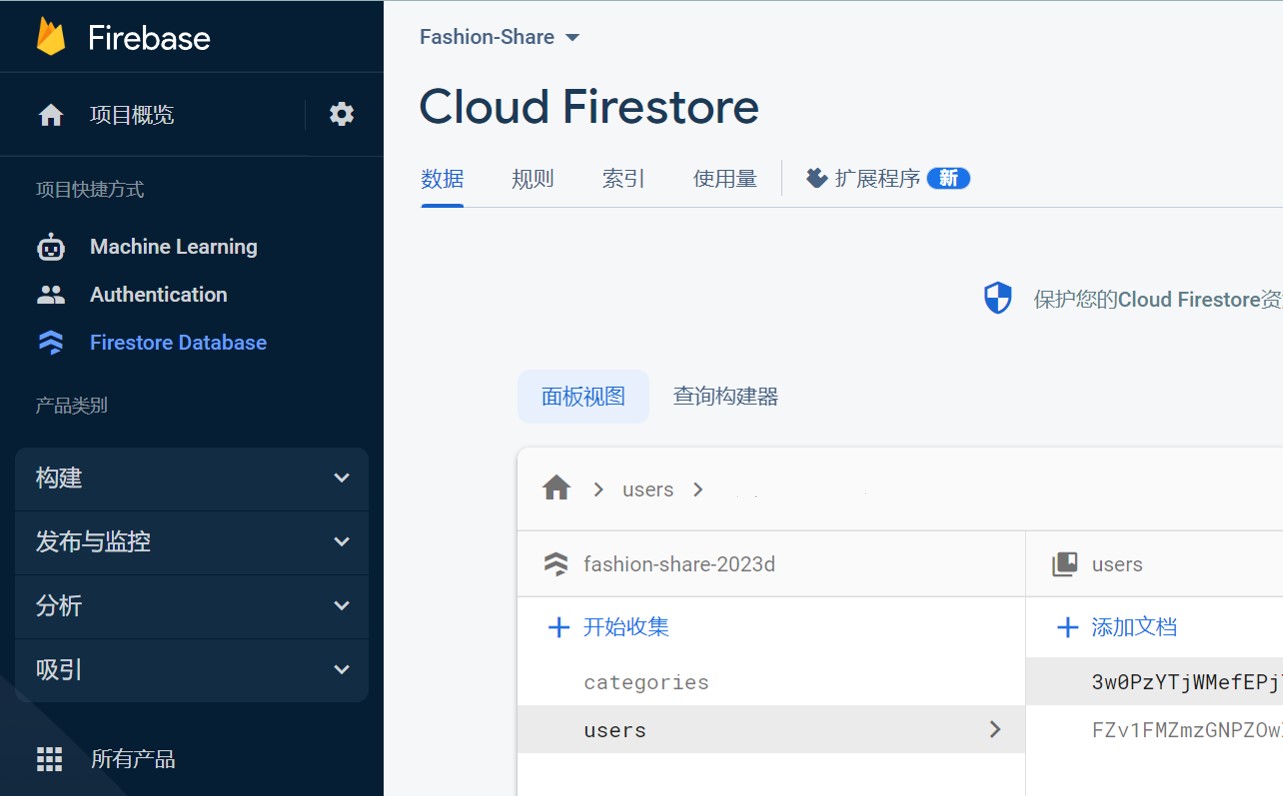 Firebase
项目概览
项目快捷方式
Machine Learning
Authentication
Firestore Database
产品类别
构建
发布与监控
分析
吸引
所有产品
Fashion-Share
Cloud Firestore
数据 规则 索引 使用量 扩展程序 新
保护您的Cloud Firestore资
面板视图 查询构建器
users
fashion-share-2023d
开始收集
categories
users
users
添加文档
3w0PzYTjWMefEPj
FZv1FMZmzGNPZOw